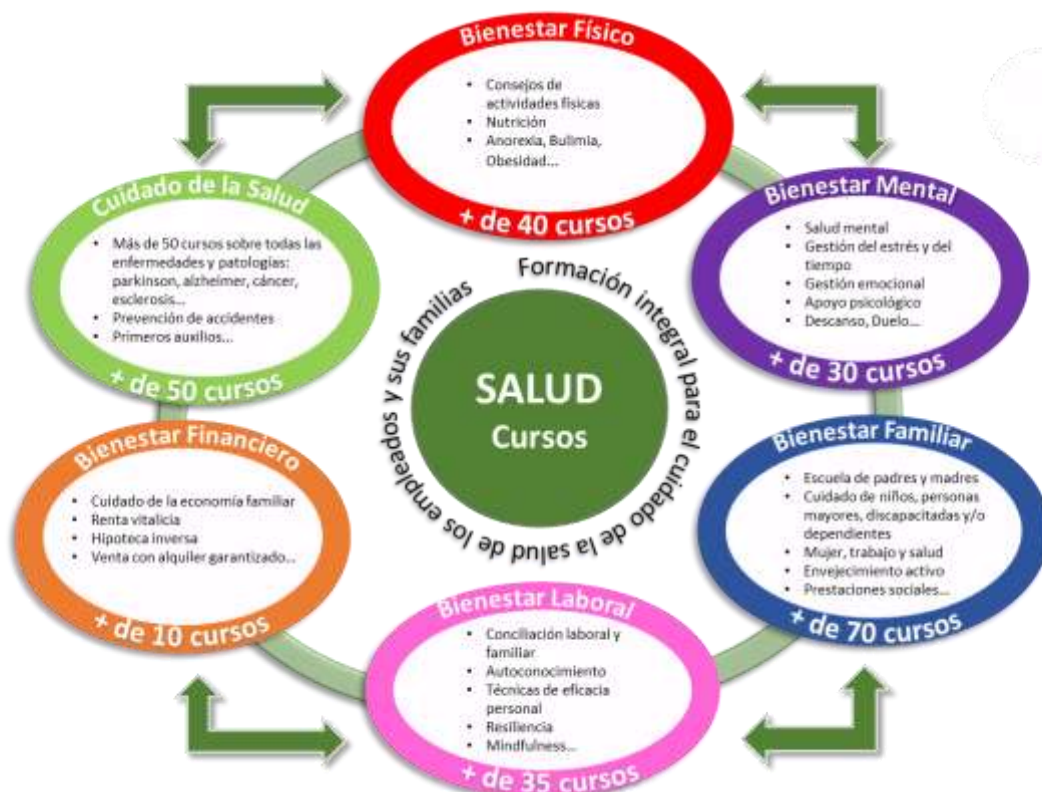 Bienestar Físico
• Consejos de
actividades físicas
• Nutrición
• Anorexia, Bulimia,
Obesidad...
+ de 40 cursos
Cuidado de la Salud
• Más de 50 cursos sobre todas las
enfermedades y patologías:
parkinson, alzheimer, cáncer,
esclerosis...
• Prevención de accidentes
• Primeros auxilios...
+ de 50 cursos
Bienestar Mental
• Salud mental
• Gestión del estrés y del
tiempo
• Gestión emocional
• Apoyo psicológico
• Descanso, Duelo...
+ de 30 cursos
Formación integral para el cuidado de la salud de los empleados y sus familias
SALUD
Cursos
Bienestar Financiero
• Cuidado de la economía familiar
• Renta vitalicia
• Hipoteca inversa
• Venta con alquiler garantizado...
+ de 10 cursos
Bienestar Familiar
• Escuela de padres y madres
• Cuidado de niños, personas
mayores, discapacitadas y/o
dependientes
• Mujer, trabajo y salud
• Envejecimiento activo
• Prestaciones sociales...
+ de 70 cursos
Bienestar Laboral
• Conciliación laboral y
familiar
• Autoconocimiento
• Técnicas de eficacia
personal
• Resiliencia
• Mindfulness...
+ de 35 cursos